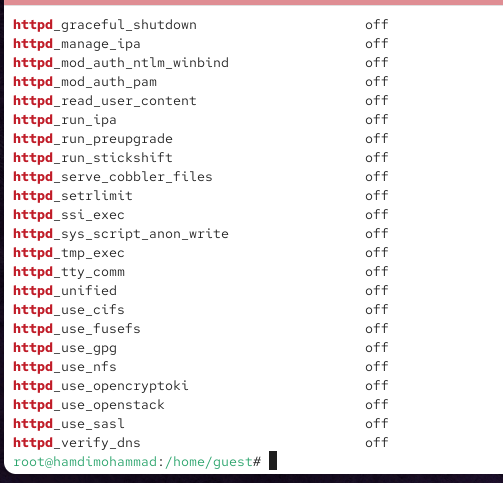 httpd_graceful_shutdown off
httpd_manage_ipa off
httpd_mod_auth_ntlm_winbind off
httpd_mod_auth_pam off
httpd_read_user_content off
httpd_run_ipa off
httpd_run_preupgrade off
httpd_run_stickshift off
httpd_serve_cobbler_files off
httpd_setrlimit off
httpd_ssi_exec off
httpd_sys_script_anon_write off
httpd_tmp_exec off
httpd_tty_comm off
httpd_unified off
httpd_use_cifs off
httpd_use_fusefs off
httpd_use_gpg off
httpd_use_nfs off
httpd_use_opencryptoki off
httpd_use_openstack off
httpd_use_sasl off
httpd_verify_dns off
root@hamdimohammad:/home/guest#